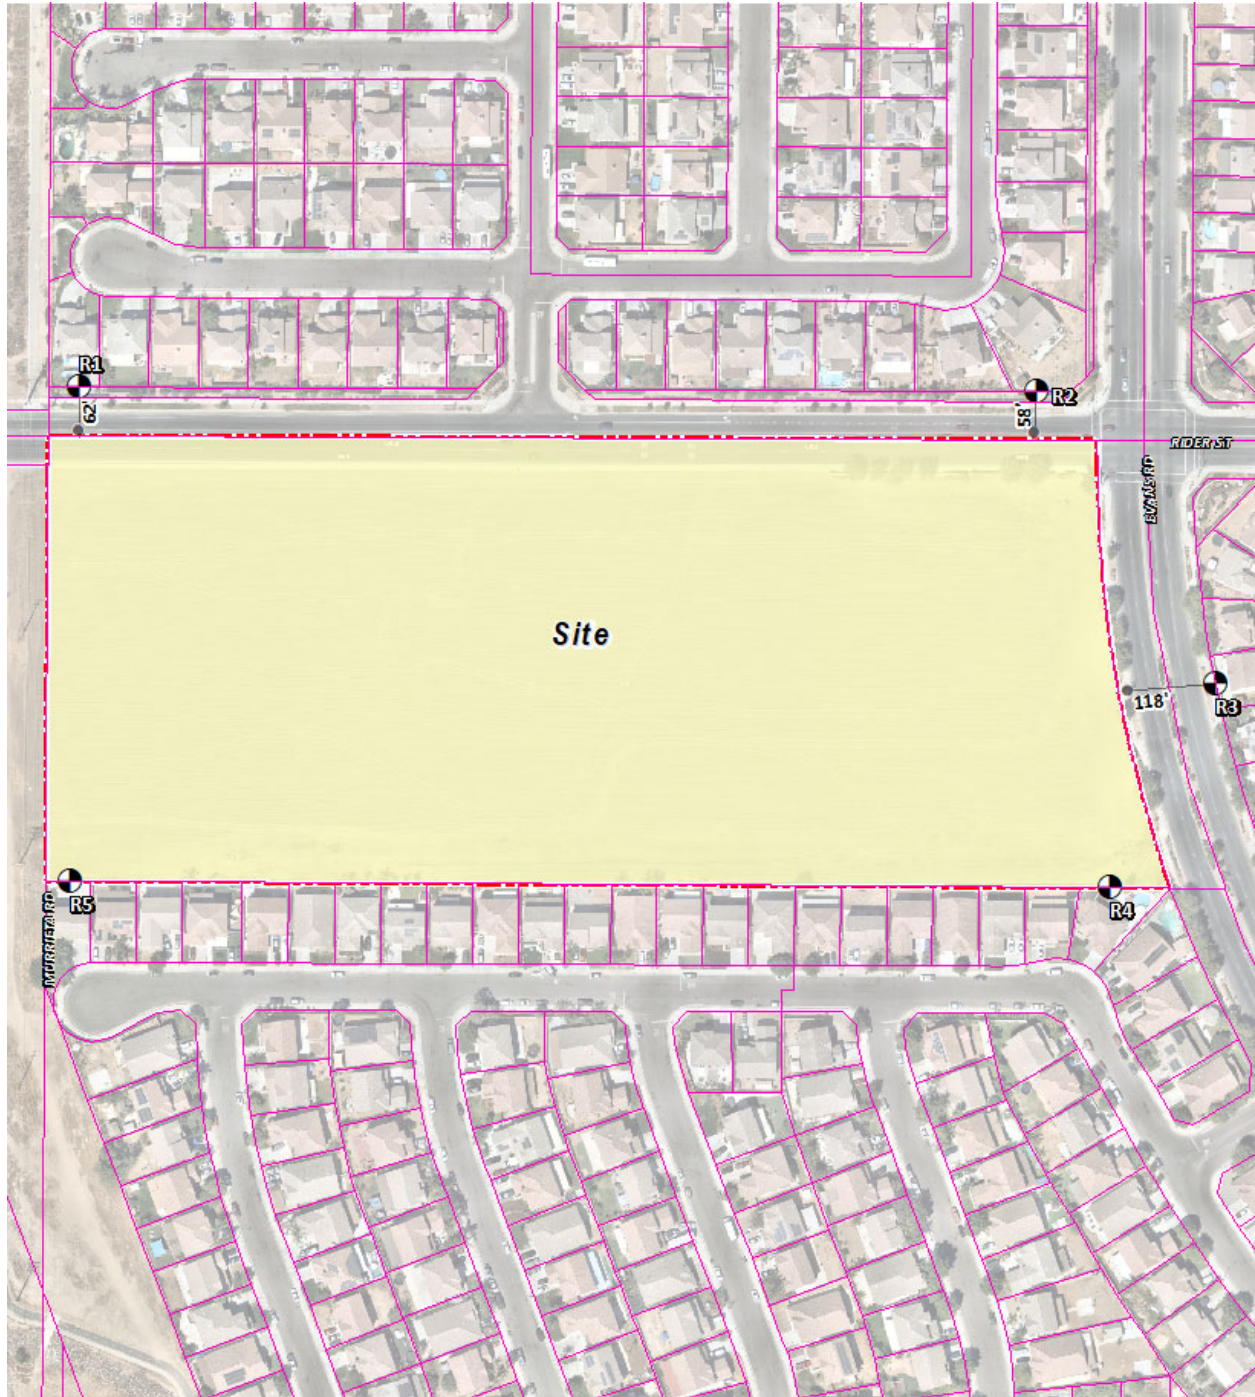 R1
62'
R2
58'
RIDER ST
EVANS RD
Site
R3
118'
R5
R4
MURRIETA RD